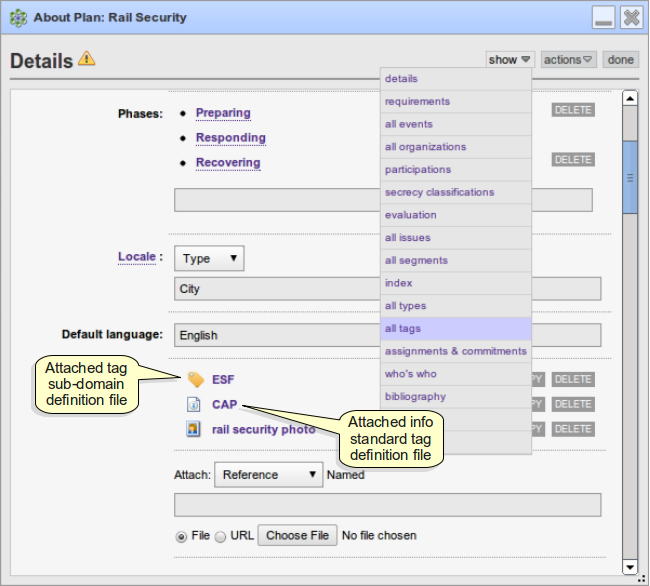 About Plan: Rail Security
Details
show
actions
done
details
requirements
all events
all organizations
participations
secrecy classifications
evaluation
all issues
all segments
index
all types
all tags
assignments & commitments
who's who
bibliography
Phases:
Preparing
DELETE
Responding
Recovering
DELETE
Locale :
Type
City
Default language:
English
Attached tag
sub-domain
definition file
ESF
PY DELETE
CAP
PY DELETE
rail security photo
PY DELETE
Attached info
standard tag
definition file
Attach: Reference Named
File URL Choose File No file chosen